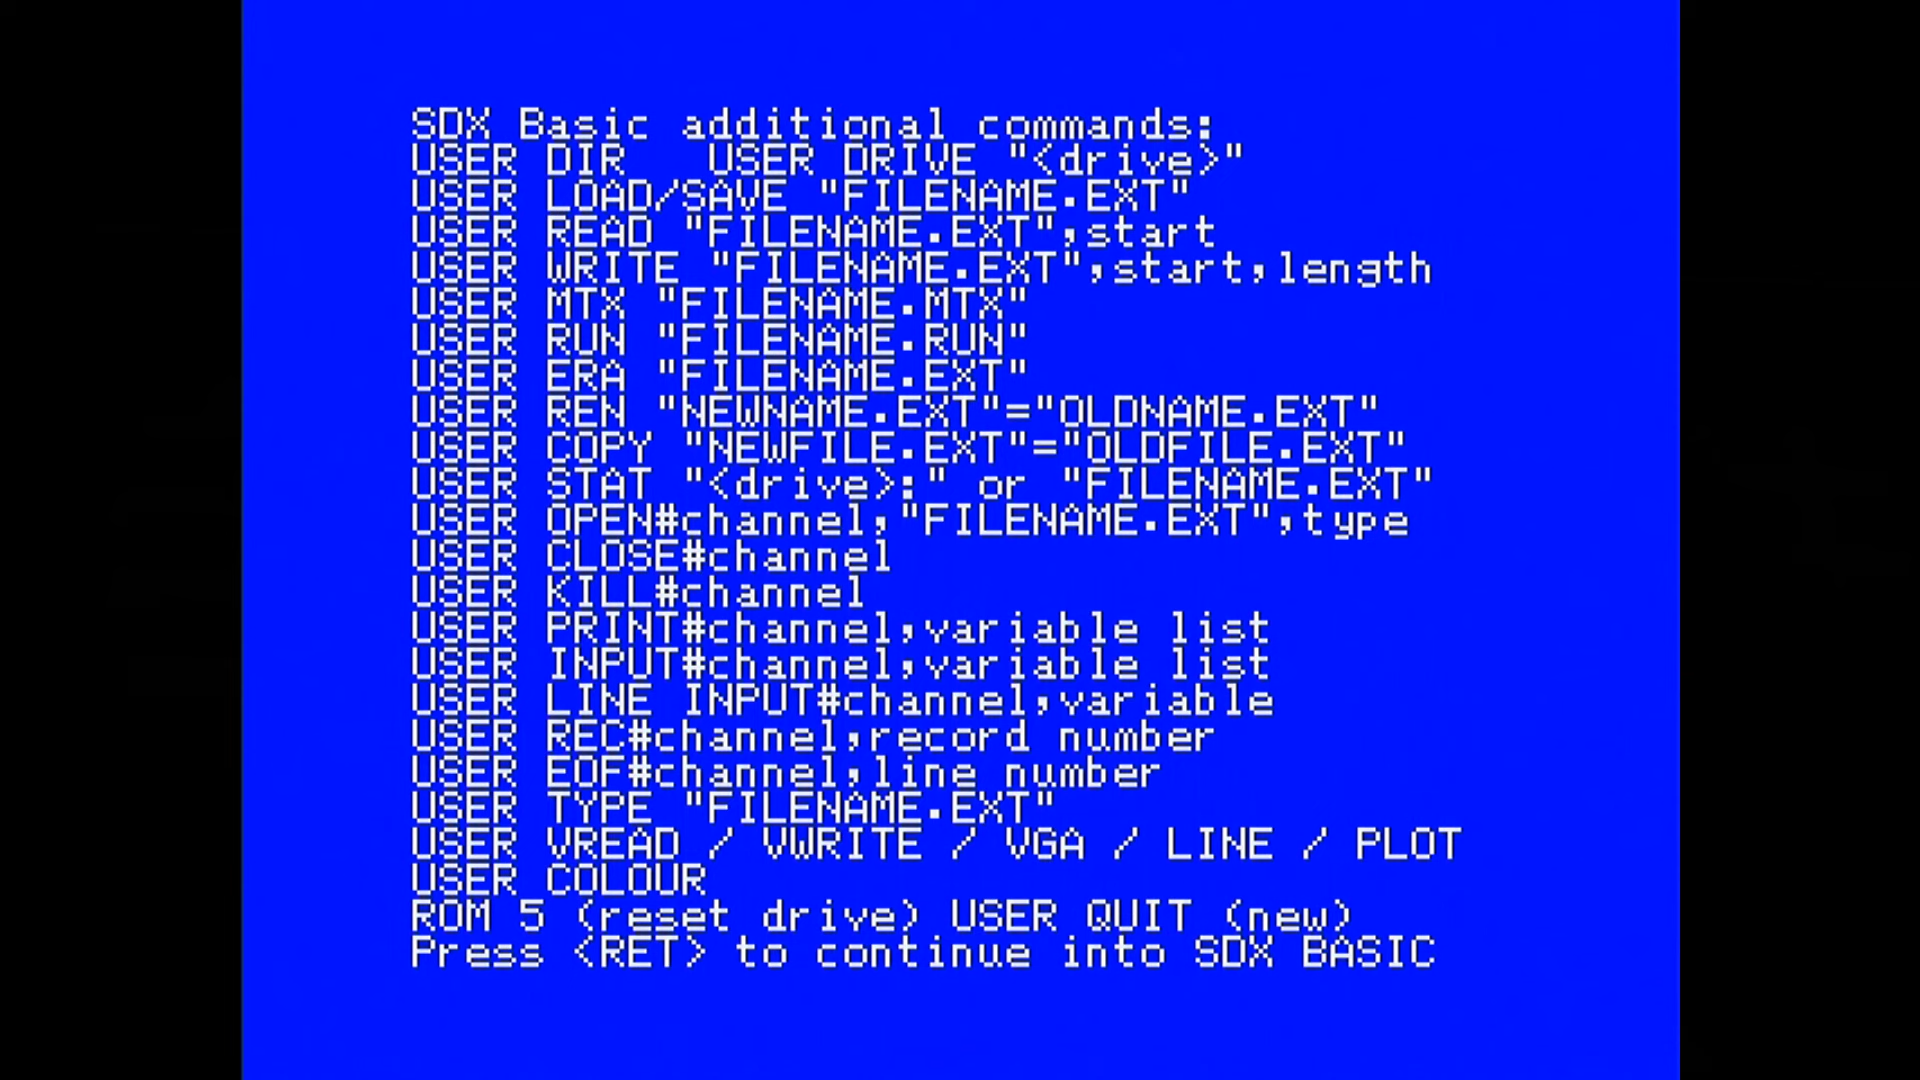 SDX Basic additional commands:
USER DIR   USER DRIVE "<drive>"
USER LOAD/SAVE "FILENAME.EXT"
USER READ "FILENAME.EXT",start
USER WRITE "FILENAME.EXT",start,length
USER MTX "FILENAME.MTX"
USER RUN "FILENAME.RUN"
USER ERA "FILENAME.EXT"
USER REN "NEWNAME.EXT"="OLDNAME.EXT"
USER COPY "NEWFILE.EXT"="OLDFILE.EXT"
USER STAT "<drive>:" or "FILENAME.EXT"
USER OPEN#channel,"FILENAME.EXT",type
USER CLOSE#channel
USER KILL#channel
USER PRINT#channel,variable list
USER INPUT#channel,variable list
USER LINE INPUT#channel,variable
USER REC#channel,record number
USER EOF#channel,line number
USER TYPE "FILENAME.EXT"
USER VREAD / VWRITE / VGA / LINE / PLOT
USER COLOUR
ROM 5 (reset drive) USER QUIT (new)
Press <RET> to continue into SDX BASIC